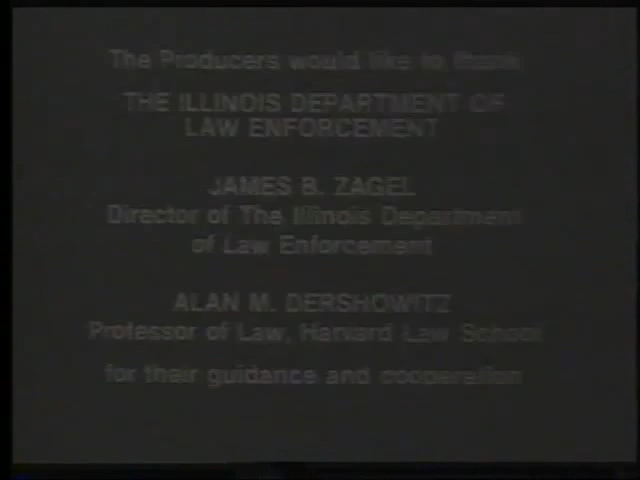 The Producers would like to thank
THE ILLINOIS DEPARTMENT OF
LAW ENFORCEMENT
JAMES B. ZAGEL
Director of The Illinois Department
of Law Enforcement
ALAN M. DERSHOWITZ
Professor of Law, Harvard Law School
for their guidance and cooperation